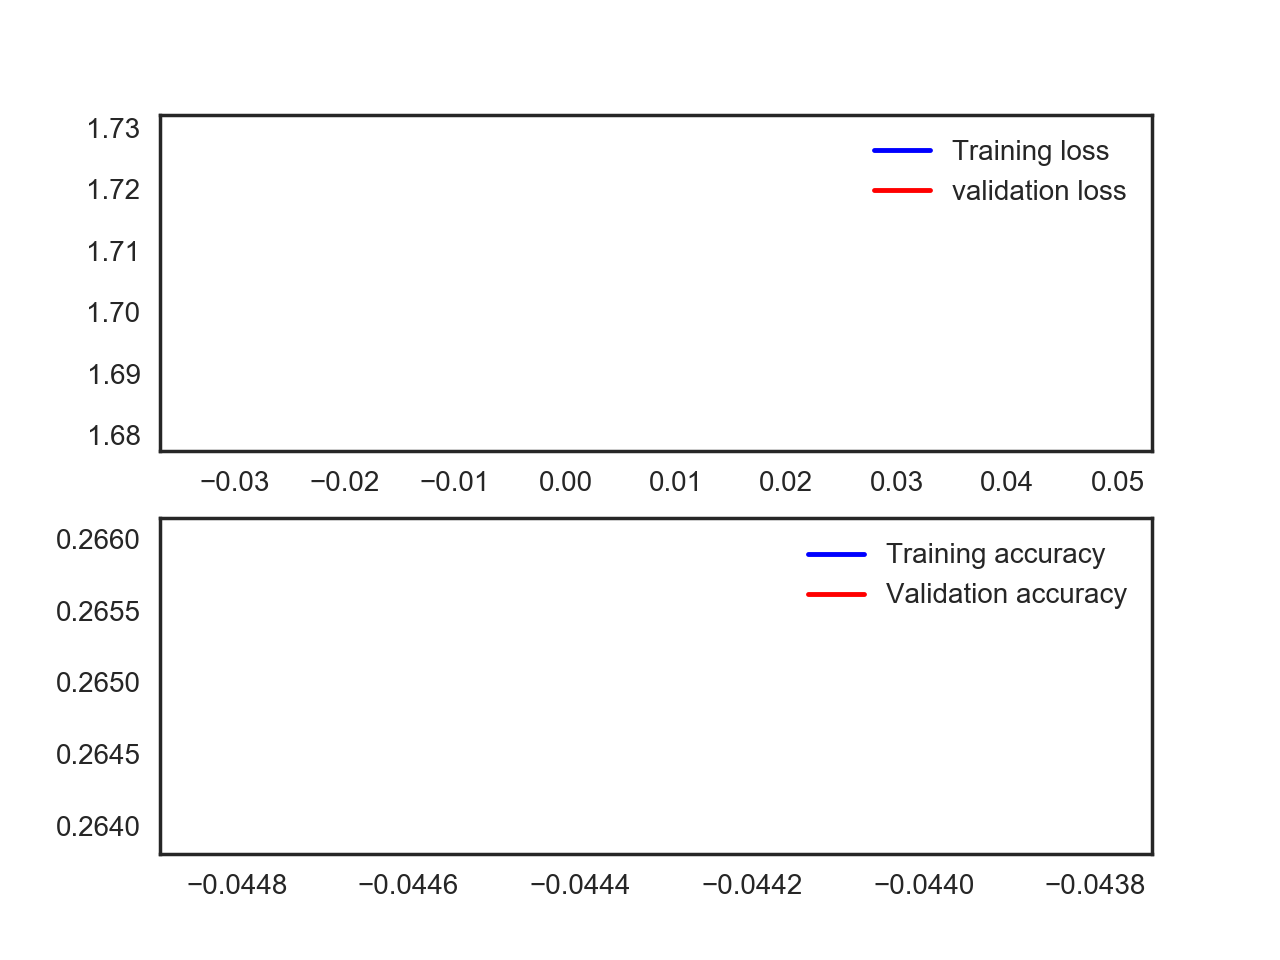 1.73
1.72
1.71
1.70
1.69
1.68
Training loss
validation loss
−0.03 −0.02 −0.01 0.00 0.01 0.02 0.03 0.04 0.05
0.2660
0.2655
0.2650
0.2645
0.2640
Training accuracy
Validation accuracy
−0.0448 −0.0446 −0.0444 −0.0442 −0.0440 −0.0438